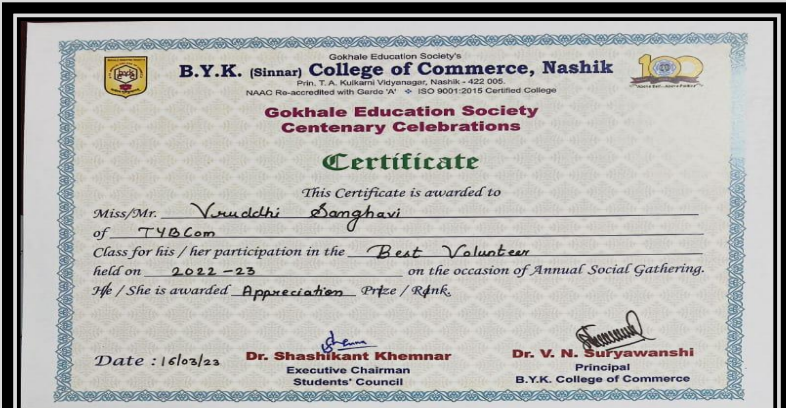 Gokhale Education Society's
B.Y.K. (Sinnar) College of Commerce, Nashik
Prin. T. A. Kulkarni Vidyanagar, Nashik - 422 005.
NAAC Re-accredited with Garde 'A' ❖ ISO 9001:2015 Certified College
Gokhale Education Society
Centenary Celebrations
Certificate
This Certificate is awarded to
Miss/Mr. Vruddhi Sanghavi
of TYBCom
Class for his / her participation in the Best Volunteer
held on 2022-23 on the occasion of Annual Social Gathering.
He / She is awarded Appreciation Prize / Rank.
Date : 16/03/23
Dr. Shashikant Khemnar
Executive Chairman
Students' Council
Dr. V. N. Suryawanshi
Principal
B.Y.K. College of Commerce